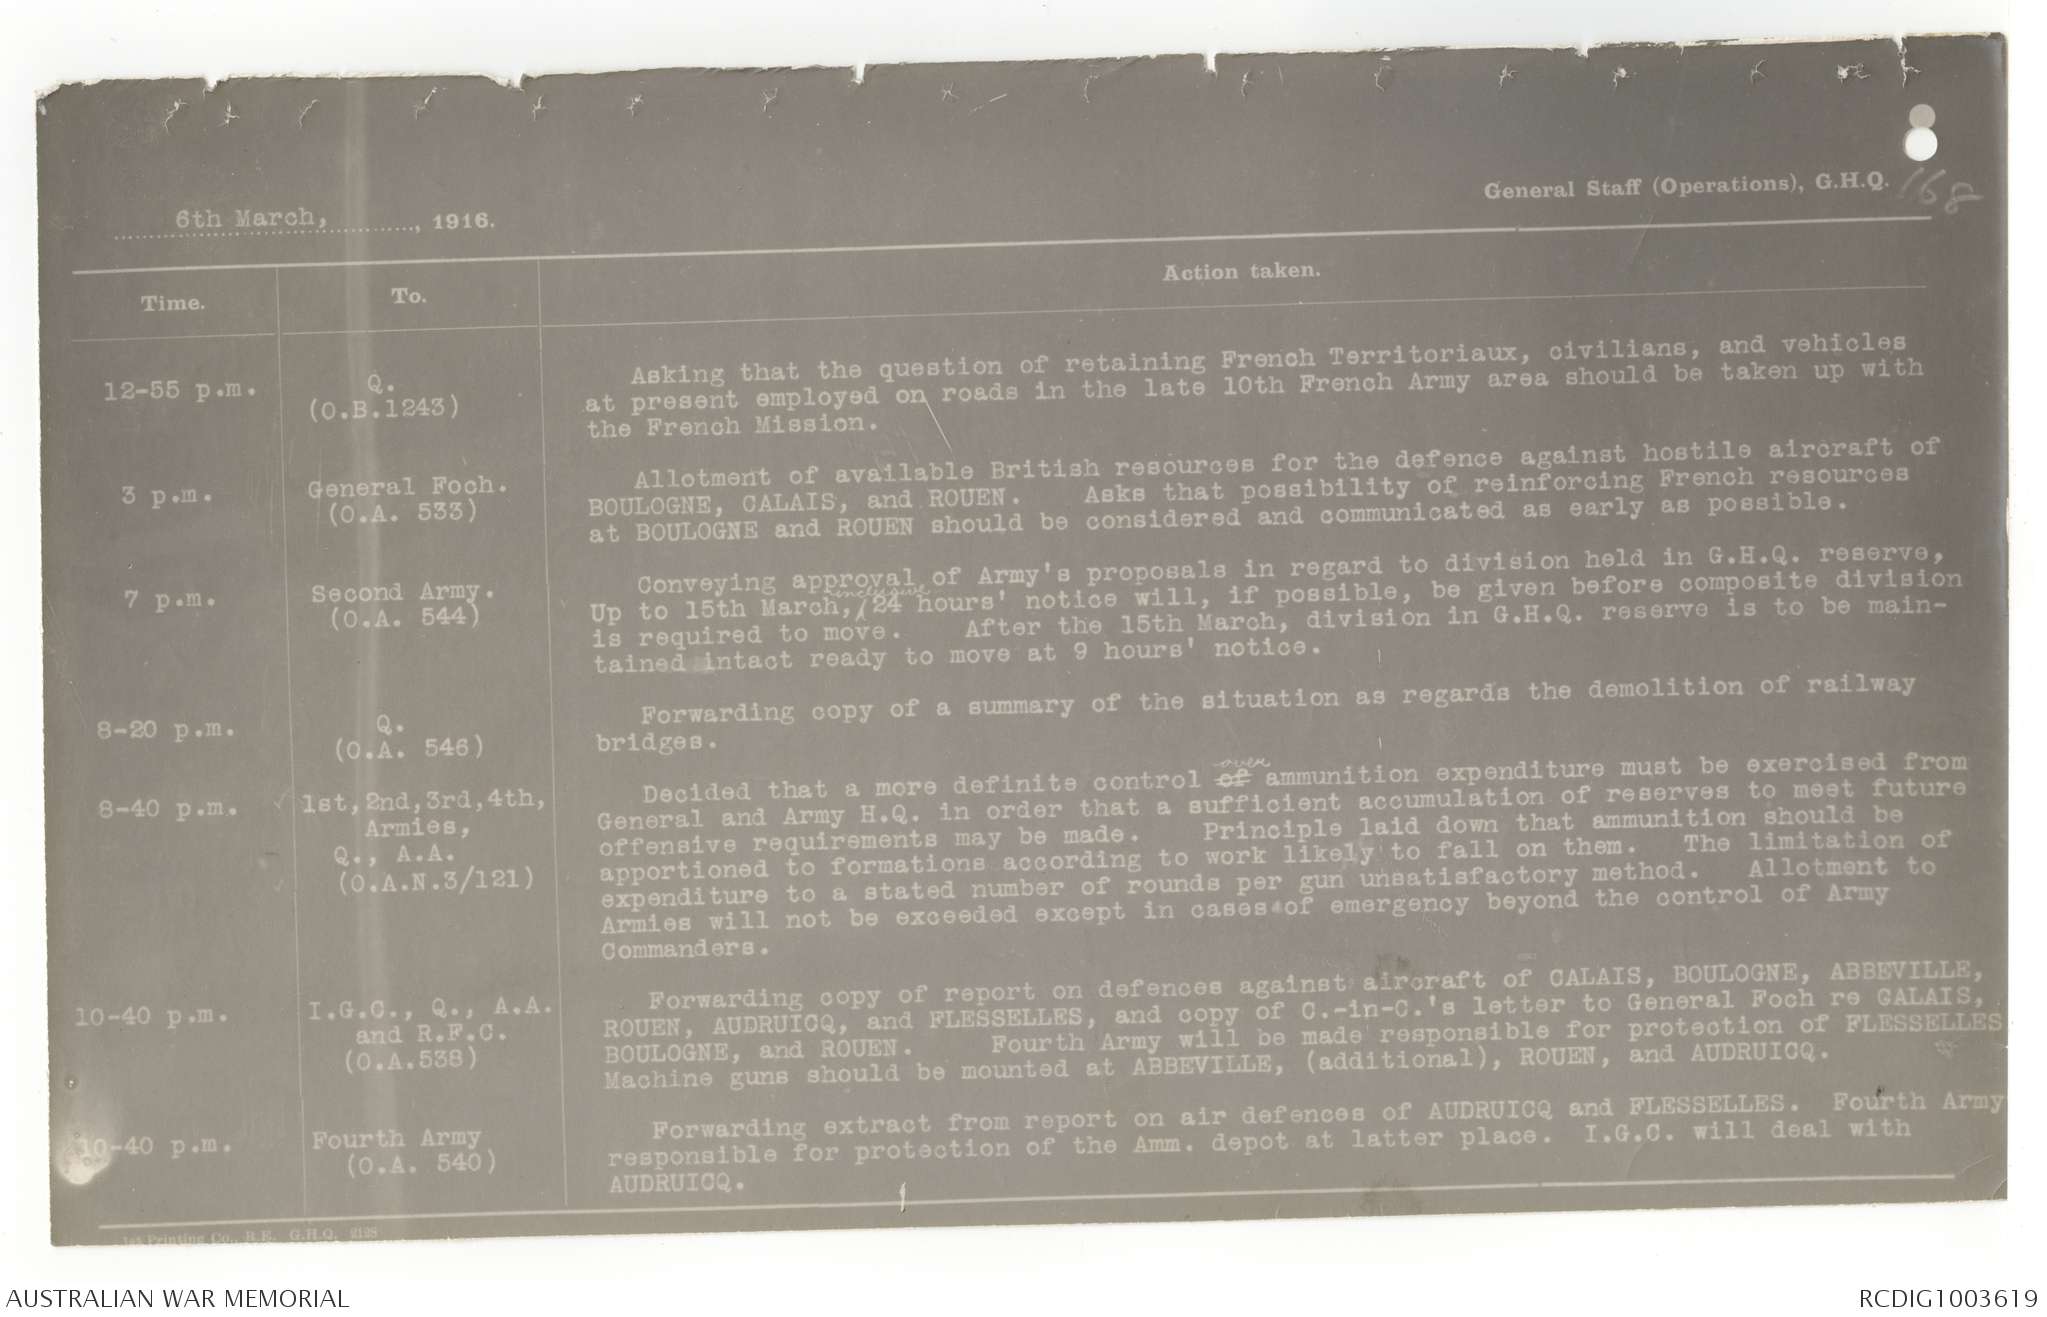 General Staff (Operations), G.H.Q. 168
6th March, 1916.
Time. To. Action taken.
12-55 p.m. Q. (O.B.1243)
Asking that the question of retaining French Territoriaux, civilians, and vehicles
at present employed on roads in the late 10th French Army area should be taken up with
the French Mission.
3 p.m. General Foch. (O.A. 533)
Allotment of available British resources for the defence against hostile aircraft of
BOULOGNE, CALAIS, and ROUEN. Asks that possibility of reinforcing French resources
at BOULOGNE and ROUEN should be considered and communicated as early as possible.
7 p.m. Second Army. (O.A. 544)
Conveying approval of Army's proposals in regard to division held in G.H.Q. reserve,
Up to 15th March, inclusive 24 hours' notice will, if possible, be given before composite division
is required to move. After the 15th March, division in G.H.Q. reserve is to be main-
tained intact ready to move at 9 hours' notice.
8-20 p.m. Q. (O.A. 546)
Forwarding copy of a summary of the situation as regards the demolition of railway
bridges.
8-40 p.m. 1st,2nd,3rd,4th, Armies, Q., A.A. (O.A.N.3/121)
Decided that a more definite control of over ammunition expenditure must be exercised from
General and Army H.Q. in order that a sufficient accumulation of reserves to meet future
offensive requirements may be made. Principle laid down that ammunition should be
apportioned to formations according to work likely to fall on them. The limitation of
expenditure to a stated number of rounds per gun unsatisfactory method. Allotment to
Armies will not be exceeded except in cases of emergency beyond the control of Army
Commanders.
10-40 p.m. I.G.C., Q., A.A. and R.F.C. (O.A.538)
Forwarding copy of report on defences against aircraft of CALAIS, BOULOGNE, ABBEVILLE,
ROUEN, AUDRUICQ, and FLESSELLES, and copy of C.-in-C.'s letter to General Foch re CALAIS,
BOULOGNE, and ROUEN. Fourth Army will be made responsible for protection of FLESSELLES
Machine guns should be mounted at ABBEVILLE, (additional), ROUEN, and AUDRUICQ.
10-40 p.m. Fourth Army (O.A. 540)
Forwarding extract from report on air defences of AUDRUICQ and FLESSELLES. Fourth Army
responsible for protection of the Amm. depot at latter place. I.G.C. will deal with
AUDRUICQ.
1st Printing Co., R.E. G.H.Q. 2128
AUSTRALIAN WAR MEMORIAL
RCDIG1003619